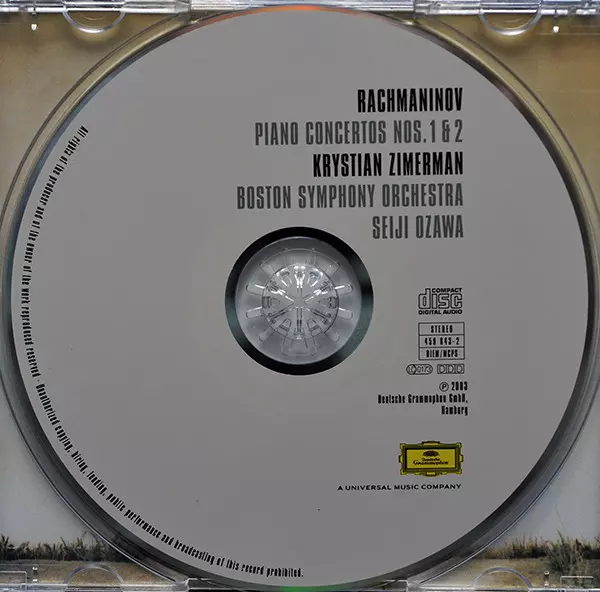 RACHMANINOV
PIANO CONCERTOS NOS. 1 & 2
KRYSTIAN ZIMERMAN
BOSTON SYMPHONY ORCHESTRA
SEIJI OZAWA
COMPACT
disc
DIGITAL AUDIO
STEREO
459 643-2
BIEM/MCPS
DDD
℗ 2003
Deutsche Grammophon GmbH,
Hamburg
Deutsche
Grammophon
A UNIVERSAL MUSIC COMPANY
All rights of the producer and of the owner of the work reproduced reserved · Unauthorized copying, hiring, lending, public performance and broadcasting of this record prohibited.